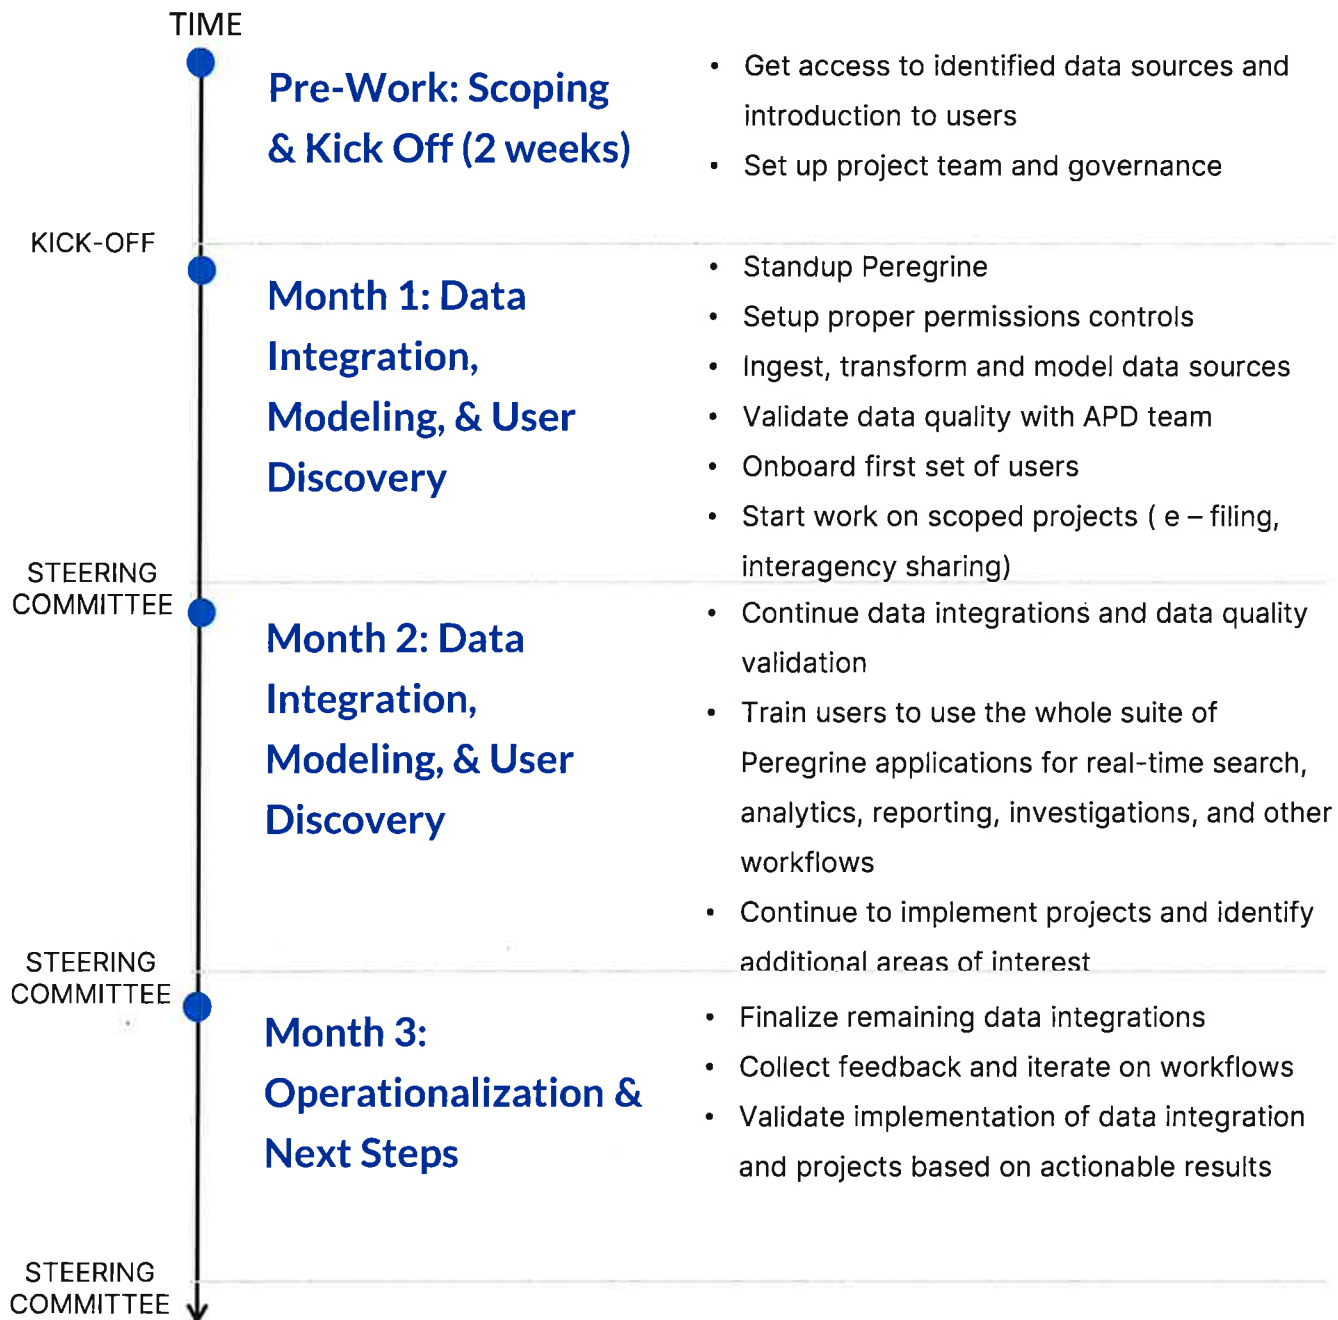 TIME
Pre-Work: Scoping
& Kick Off (2 weeks)
• Get access to identified data sources and
introduction to users
• Set up project team and governance
KICK-OFF
Month 1: Data
Integration,
Modeling, & User
Discovery
• Standup Peregrine
• Setup proper permissions controls
• Ingest, transform and model data sources
• Validate data quality with APD team
• Onboard first set of users
• Start work on scoped projects ( e – filing,
interagency sharing)
STEERING
COMMITTEE
Month 2: Data
Integration,
Modeling, & User
Discovery
• Continue data integrations and data quality
validation
• Train users to use the whole suite of
Peregrine applications for real-time search,
analytics, reporting, investigations, and other
workflows
• Continue to implement projects and identify
additional areas of interest
STEERING
COMMITTEE
Month 3:
Operationalization &
Next Steps
• Finalize remaining data integrations
• Collect feedback and iterate on workflows
• Validate implementation of data integration
and projects based on actionable results
STEERING
COMMITTEE